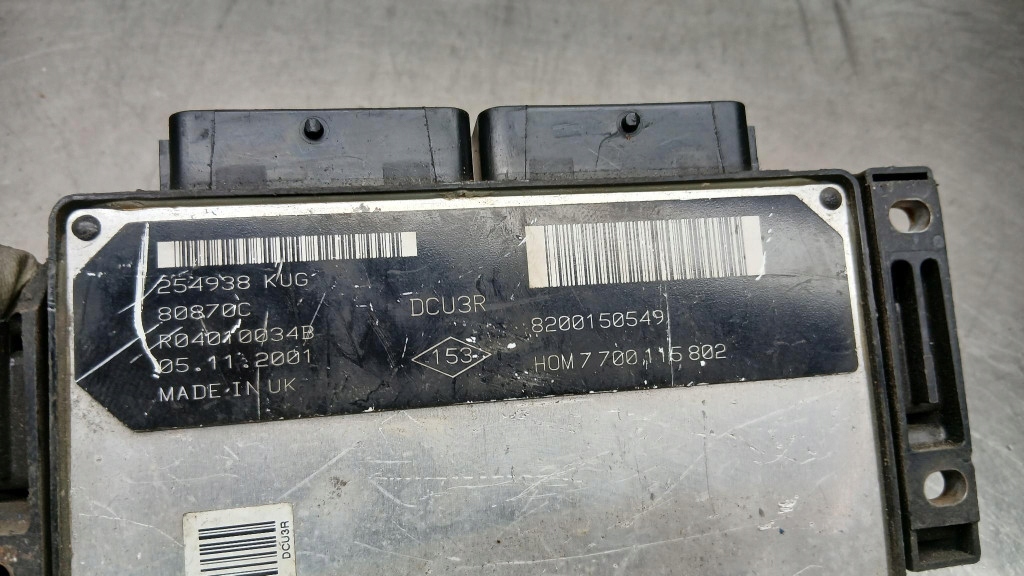 254938 KUG
80870C
R04010034B
05.11.2001
MADE IN UK
DCU3R
153
8200150549
HOM 7 700 115 802
DCU3R